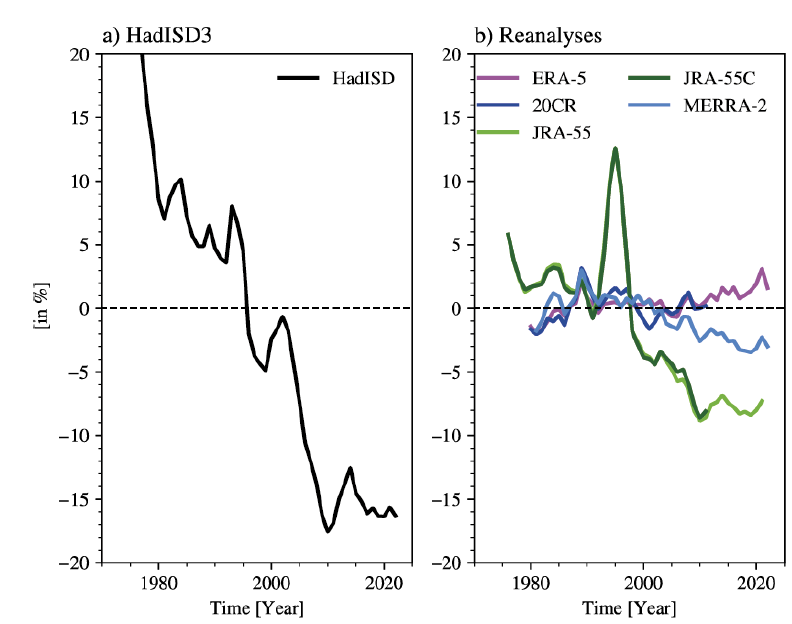 a) HadISD3
20
15
10
5
0
−5
−10
−15
−20
[in %]
HadISD
1980
2000
2020
Time [Year]
b) Reanalyses
20
15
10
5
0
−5
−10
−15
−20
ERA-5
20CR
JRA-55
JRA-55C
MERRA-2
1980
2000
2020
Time [Year]